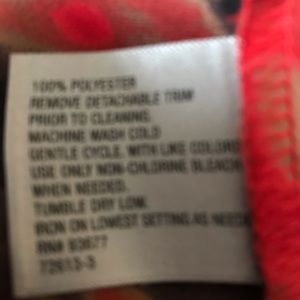 100% POLYESTER
REMOVE DETACHABLE TRIM
PRIOR TO CLEANING.
MACHINE WASH COLD
GENTLE CYCLE, WITH LIKE COLORS
USE ONLY NON-CHLORINE BLEACH
WHEN NEEDED.
TUMBLE DRY LOW.
IRON ON LOWEST SETTING AS NEEDE
RN# 93677
72613-3